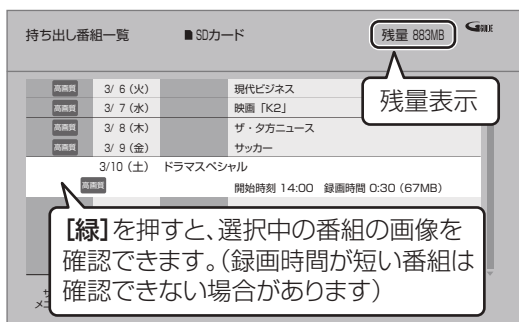 持ち出し番組一覧 ■SDカード 残量 883MB
残量表示
高画質 3/ 6 (火) 現代ビジネス
高画質 3/ 7 (水) 映画「K2」
高画質 3/ 8 (木) ザ・夕方ニュース
高画質 3/ 9 (金) サッカー
3/10 (土) ドラマスペシャル
高画質 開始時刻 14:00 録画時間 0:30 (67MB)
[緑]を押すと、選択中の番組の画像を
確認できます。(録画時間が短い番組は
確認できない場合があります)